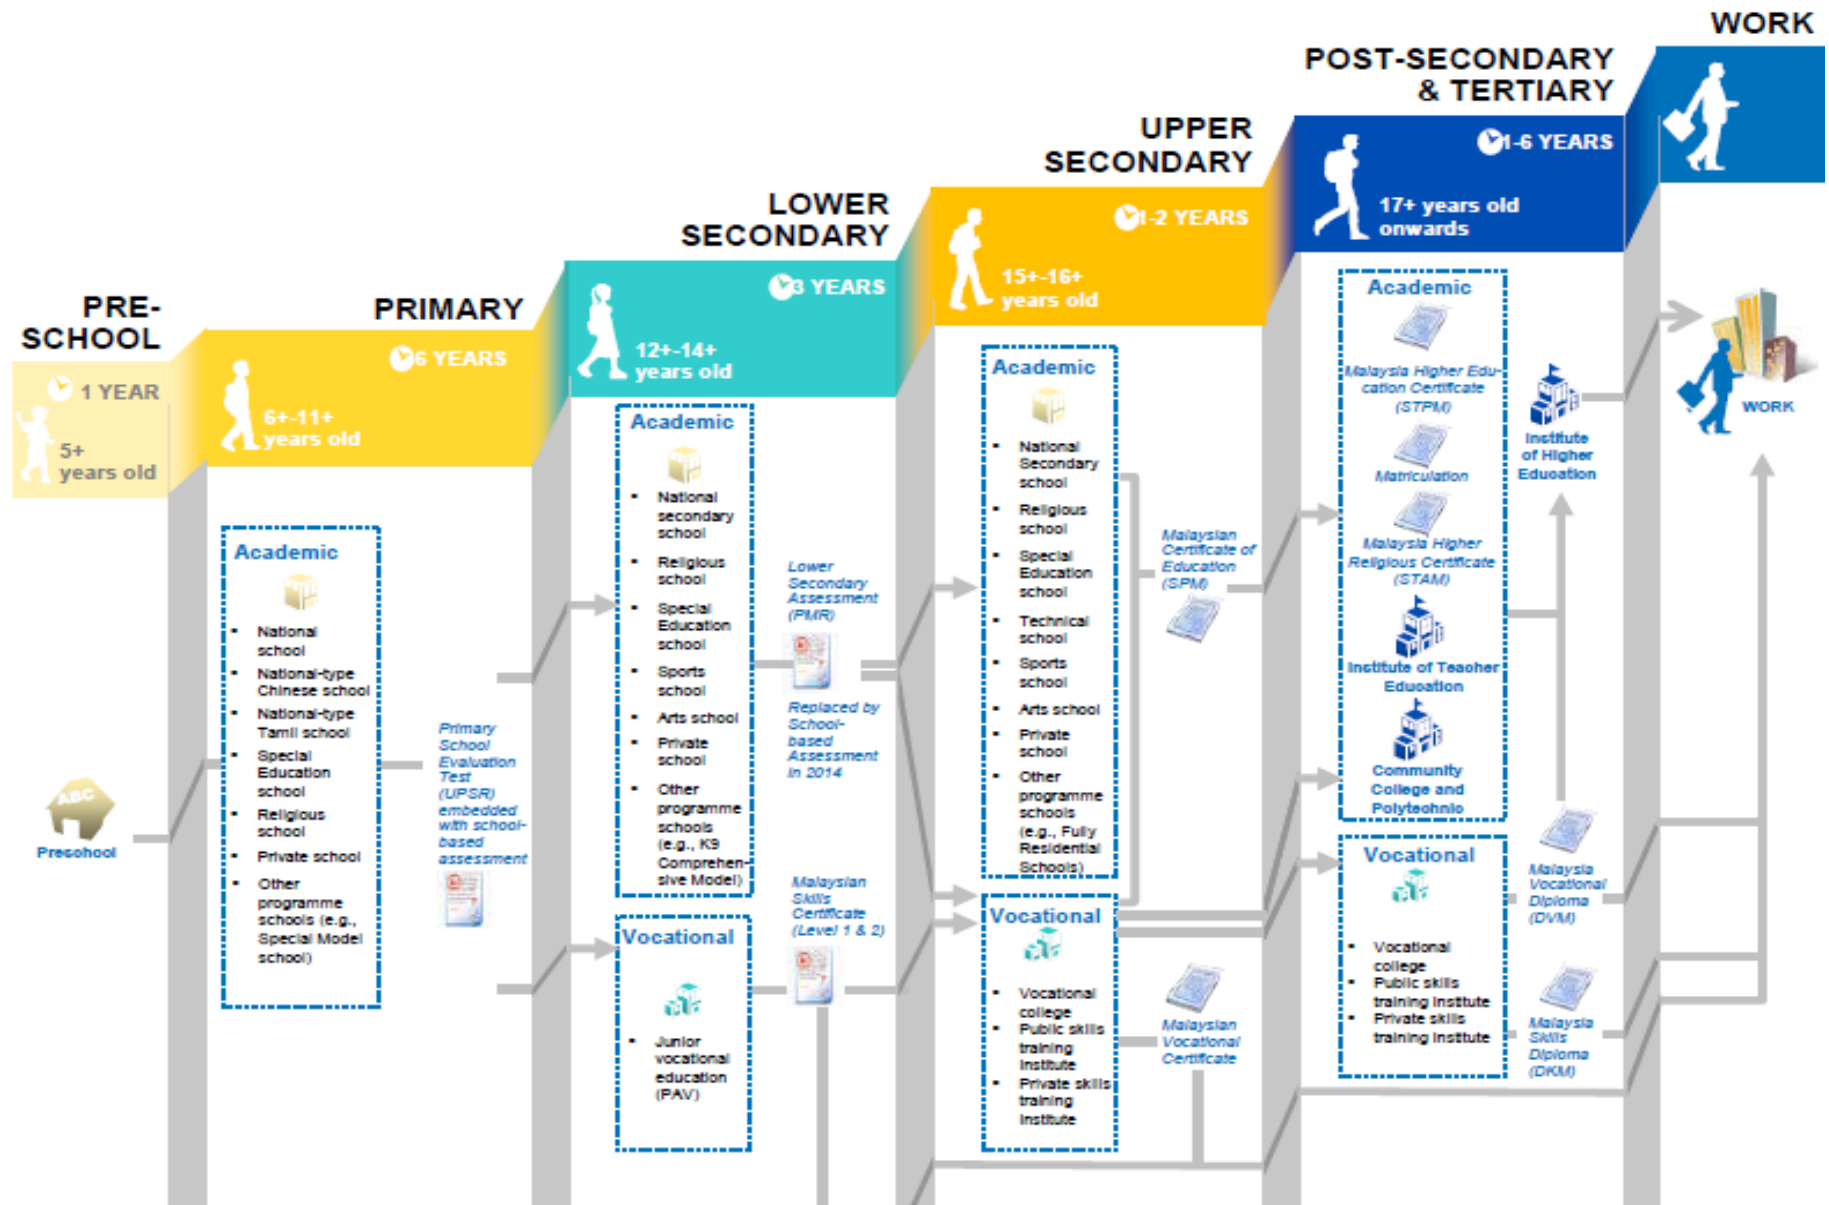 PRE-
SCHOOL
1 YEAR
5+
years old
Preschool
PRIMARY
6 YEARS
6+-11+
years old
Academic
National
school
National-type
Chinese school
National-type
Tamil school
Special
Education
school
Religious
school
Private school
Other
programme
schools (e.g.,
Special Model
school)
Primary
School
Evaluation
Test
(UPSR)
embedded
with school-
based
assessment
LOWER
SECONDARY
3 YEARS
12+-14+
years old
Academic
National
secondary
school
Religious
school
Special
Education
school
Sports
school
Arts school
Private
school
Other
programme
schools
(e.g., K9
Comprehen-
sive Model)
Vocational
Junior
vocational
education
(PAV)
Lower
Secondary
Assessment
(PMR)
Replaced by
School-
based
Assessment
in 2014
Malaysian
Skills
Certificate
(Level 1 & 2)
UPPER
SECONDARY
1-2 YEARS
15+-16+
years old
Academic
National
Secondary
school
Religious
school
Special
Education
school
Technical
school
Sports
school
Arts school
Private
school
Other
programme
schools
(e.g., Fully
Residential
Schools)
Vocational
Vocational
college
Public skills
training
Institute
Private skills
training
Institute
Malaysian
Certificate of
Education
(SPM)
Malaysian
Vocational
Certificate
POST-SECONDARY
& TERTIARY
1-6 YEARS
17+ years old
onwards
Academic
Malaysia Higher Edu-
cation Certificate
(STPM)
Matriculation
Malaysia Higher
Religious Certificate
(STAM)
Institute of Teacher
Education
Community
College and
Polytechnic
Vocational
Vocational
college
Public skills
training Institute
Private skills
training Institute
Institute
of Higher
Education
Malaysia
Vocational
Diploma
(DVM)
Malaysia
Skills
Diploma
(DKM)
WORK
WORK